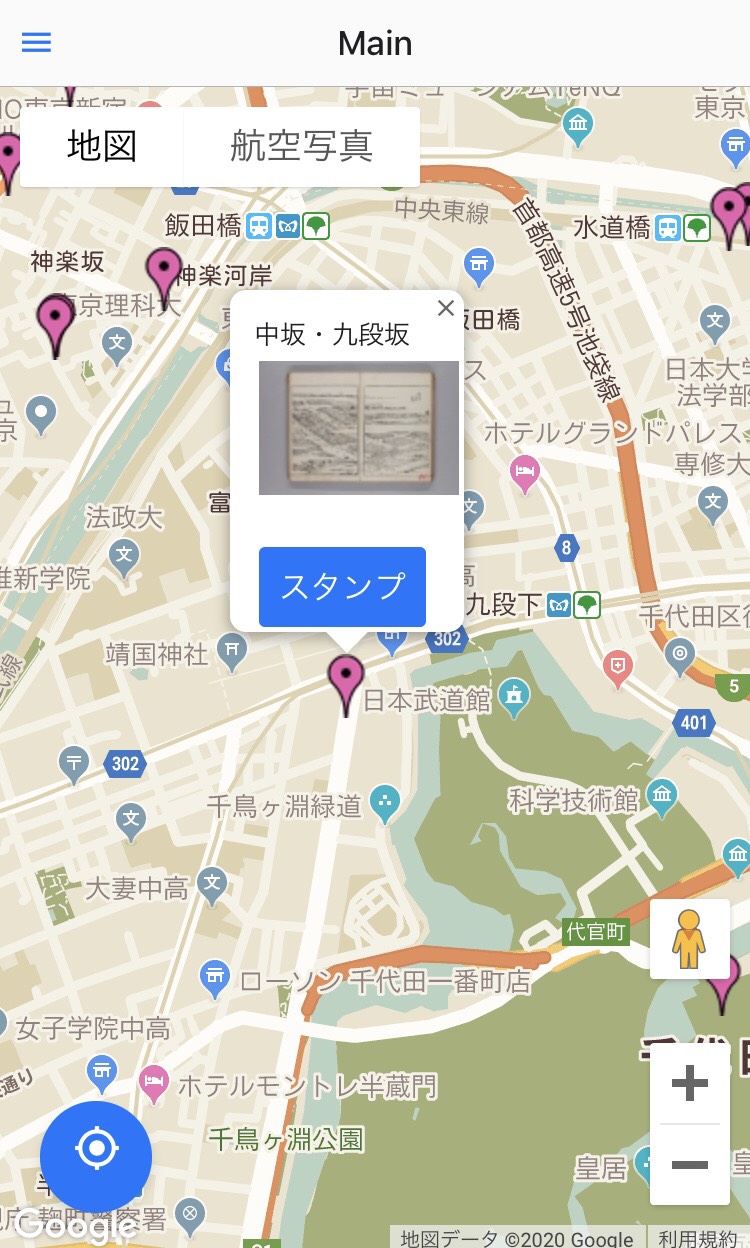 Main
地図
航空写真
東京
飯田橋
中央東線
水道橋
首都高速5号池袋線
神楽坂
神楽河岸
東京理科大
中坂・九段坂
飯田橋
日本大学
法学部
ホテルグランドパレス
専修大
法政大
富
8
維新学院
スタンプ
九段下
千代田区役
302
靖国神社
5
日本武道館
401
302
千鳥ヶ淵緑道
科学技術館
大妻中高
代官町
ローソン 千代田一番町店
女子学院中高
千代田
ホテルモントレ半蔵門
千鳥ヶ淵公園
皇居
麹町警察署
Google
地図データ ©2020 Google
利用規約